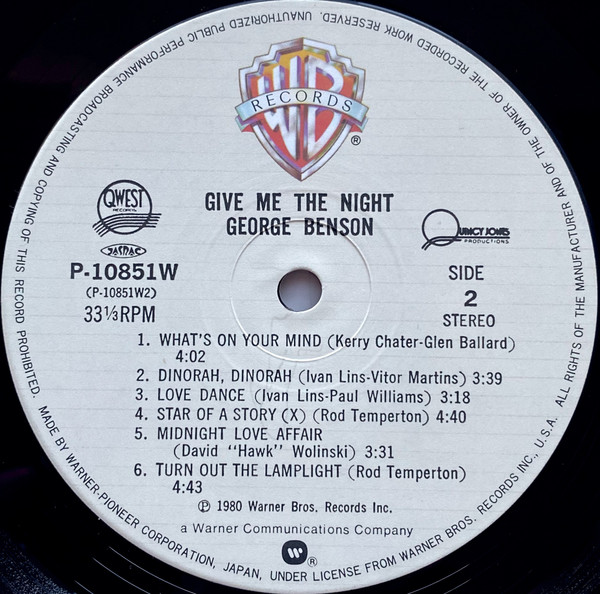 WB
RECORDS
®
QWEST
RECORDS
GIVE ME THE NIGHT
GEORGE BENSON
QUINCY JONES
PRODUCTIONS
JASRAC
P-10851W
(P-10851W2)
33⅓RPM
SIDE
2
STEREO
1. WHAT'S ON YOUR MIND (Kerry Chater-Glen Ballard)
4:02
2. DINORAH, DINORAH (Ivan Lins-Vitor Martins) 3:39
3. LOVE DANCE (Ivan Lins-Paul Williams) 3:18
4. STAR OF A STORY (X) (Rod Temperton) 4:40
5. MIDNIGHT LOVE AFFAIR
(David "Hawk" Wolinski) 3:31
6. TURN OUT THE LAMPLIGHT (Rod Temperton)
4:43
℗ 1980 Warner Bros. Records Inc.
a Warner Communications Company
®
MADE BY WARNER-PIONEER CORPORATION, JAPAN, UNDER LICENSE FROM WARNER BROS. RECORDS INC., U.S.A. ALL RIGHTS OF THE MANUFACTURER AND OF THE OWNER OF THE RECORDED WORK RESERVED. UNAUTHORIZED PUBLIC PERFORMANCE BROADCASTING AND COPYING OF THIS RECORD PROHIBITED.